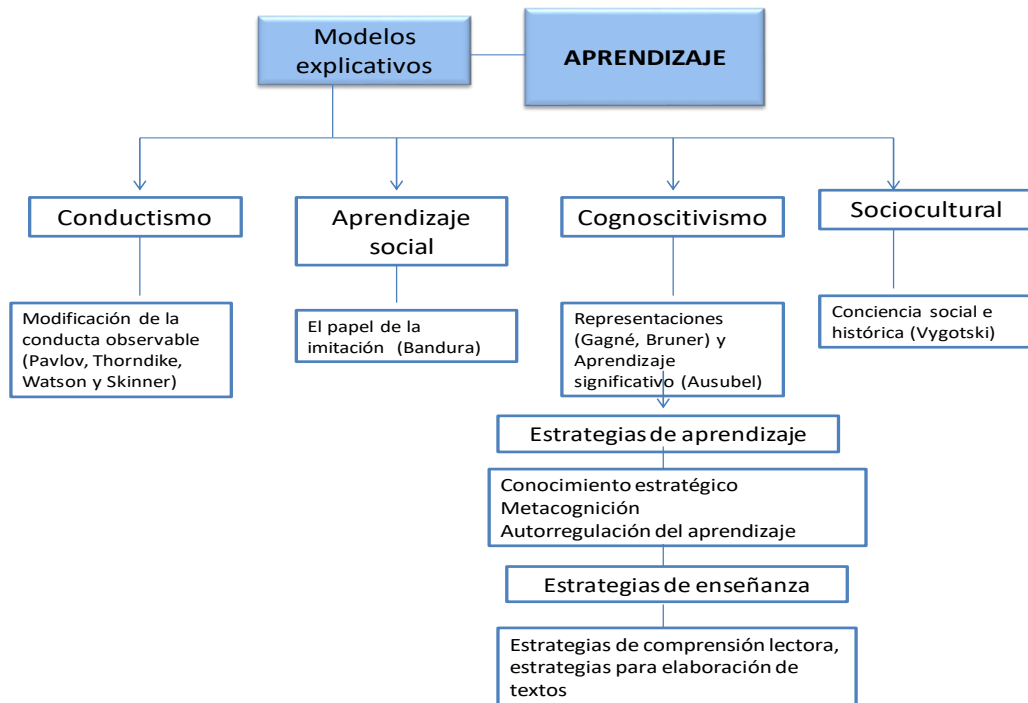 Modelos
explicativos
APRENDIZAJE
Conductismo
Aprendizaje
social
Cognoscitivismo
Sociocultural
Modificación de la
conducta observable
(Pavlov, Thorndike,
Watson y Skinner)
El papel de la
imitación (Bandura)
Representaciones
(Gagné, Bruner) y
Aprendizaje
significativo (Ausubel)
Conciencia social e
histórica (Vygotski)
Estrategias de aprendizaje
Conocimiento estratégico
Metacognición
Autorregulación del aprendizaje
Estrategias de enseñanza
Estrategias de comprensión lectora,
estrategias para elaboración de
textos